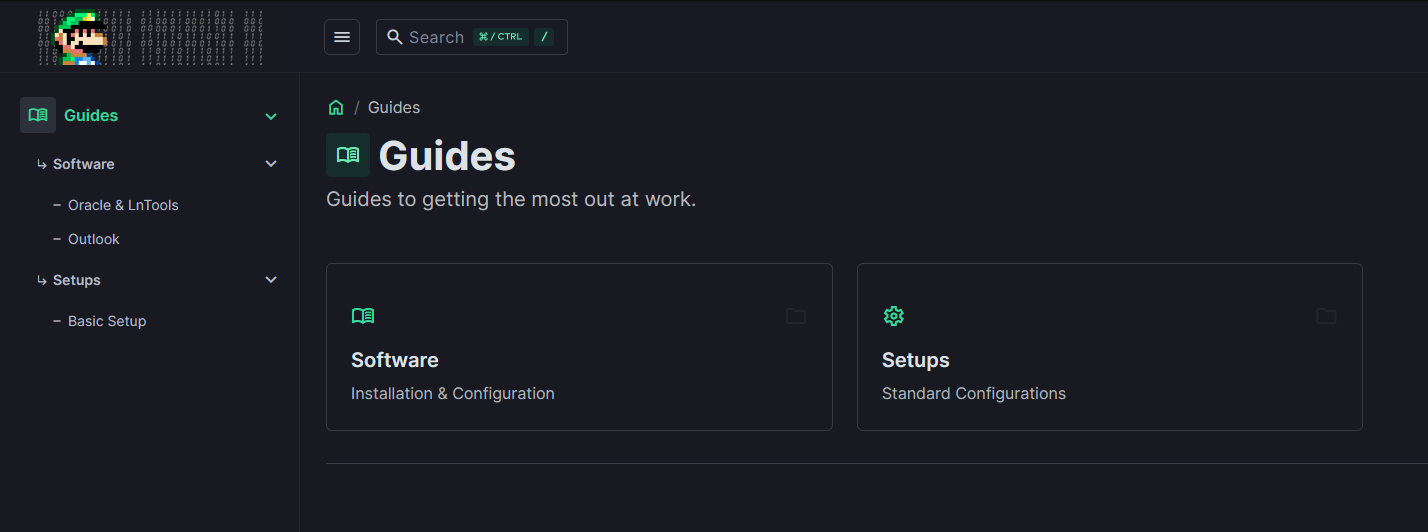 Search ⌘ / CTRL /
Guides
Software
– Oracle & LnTools
– Outlook
Setups
– Basic Setup
/ Guides
Guides
Guides to getting the most out at work.
Software
Installation & Configuration
Setups
Standard Configurations